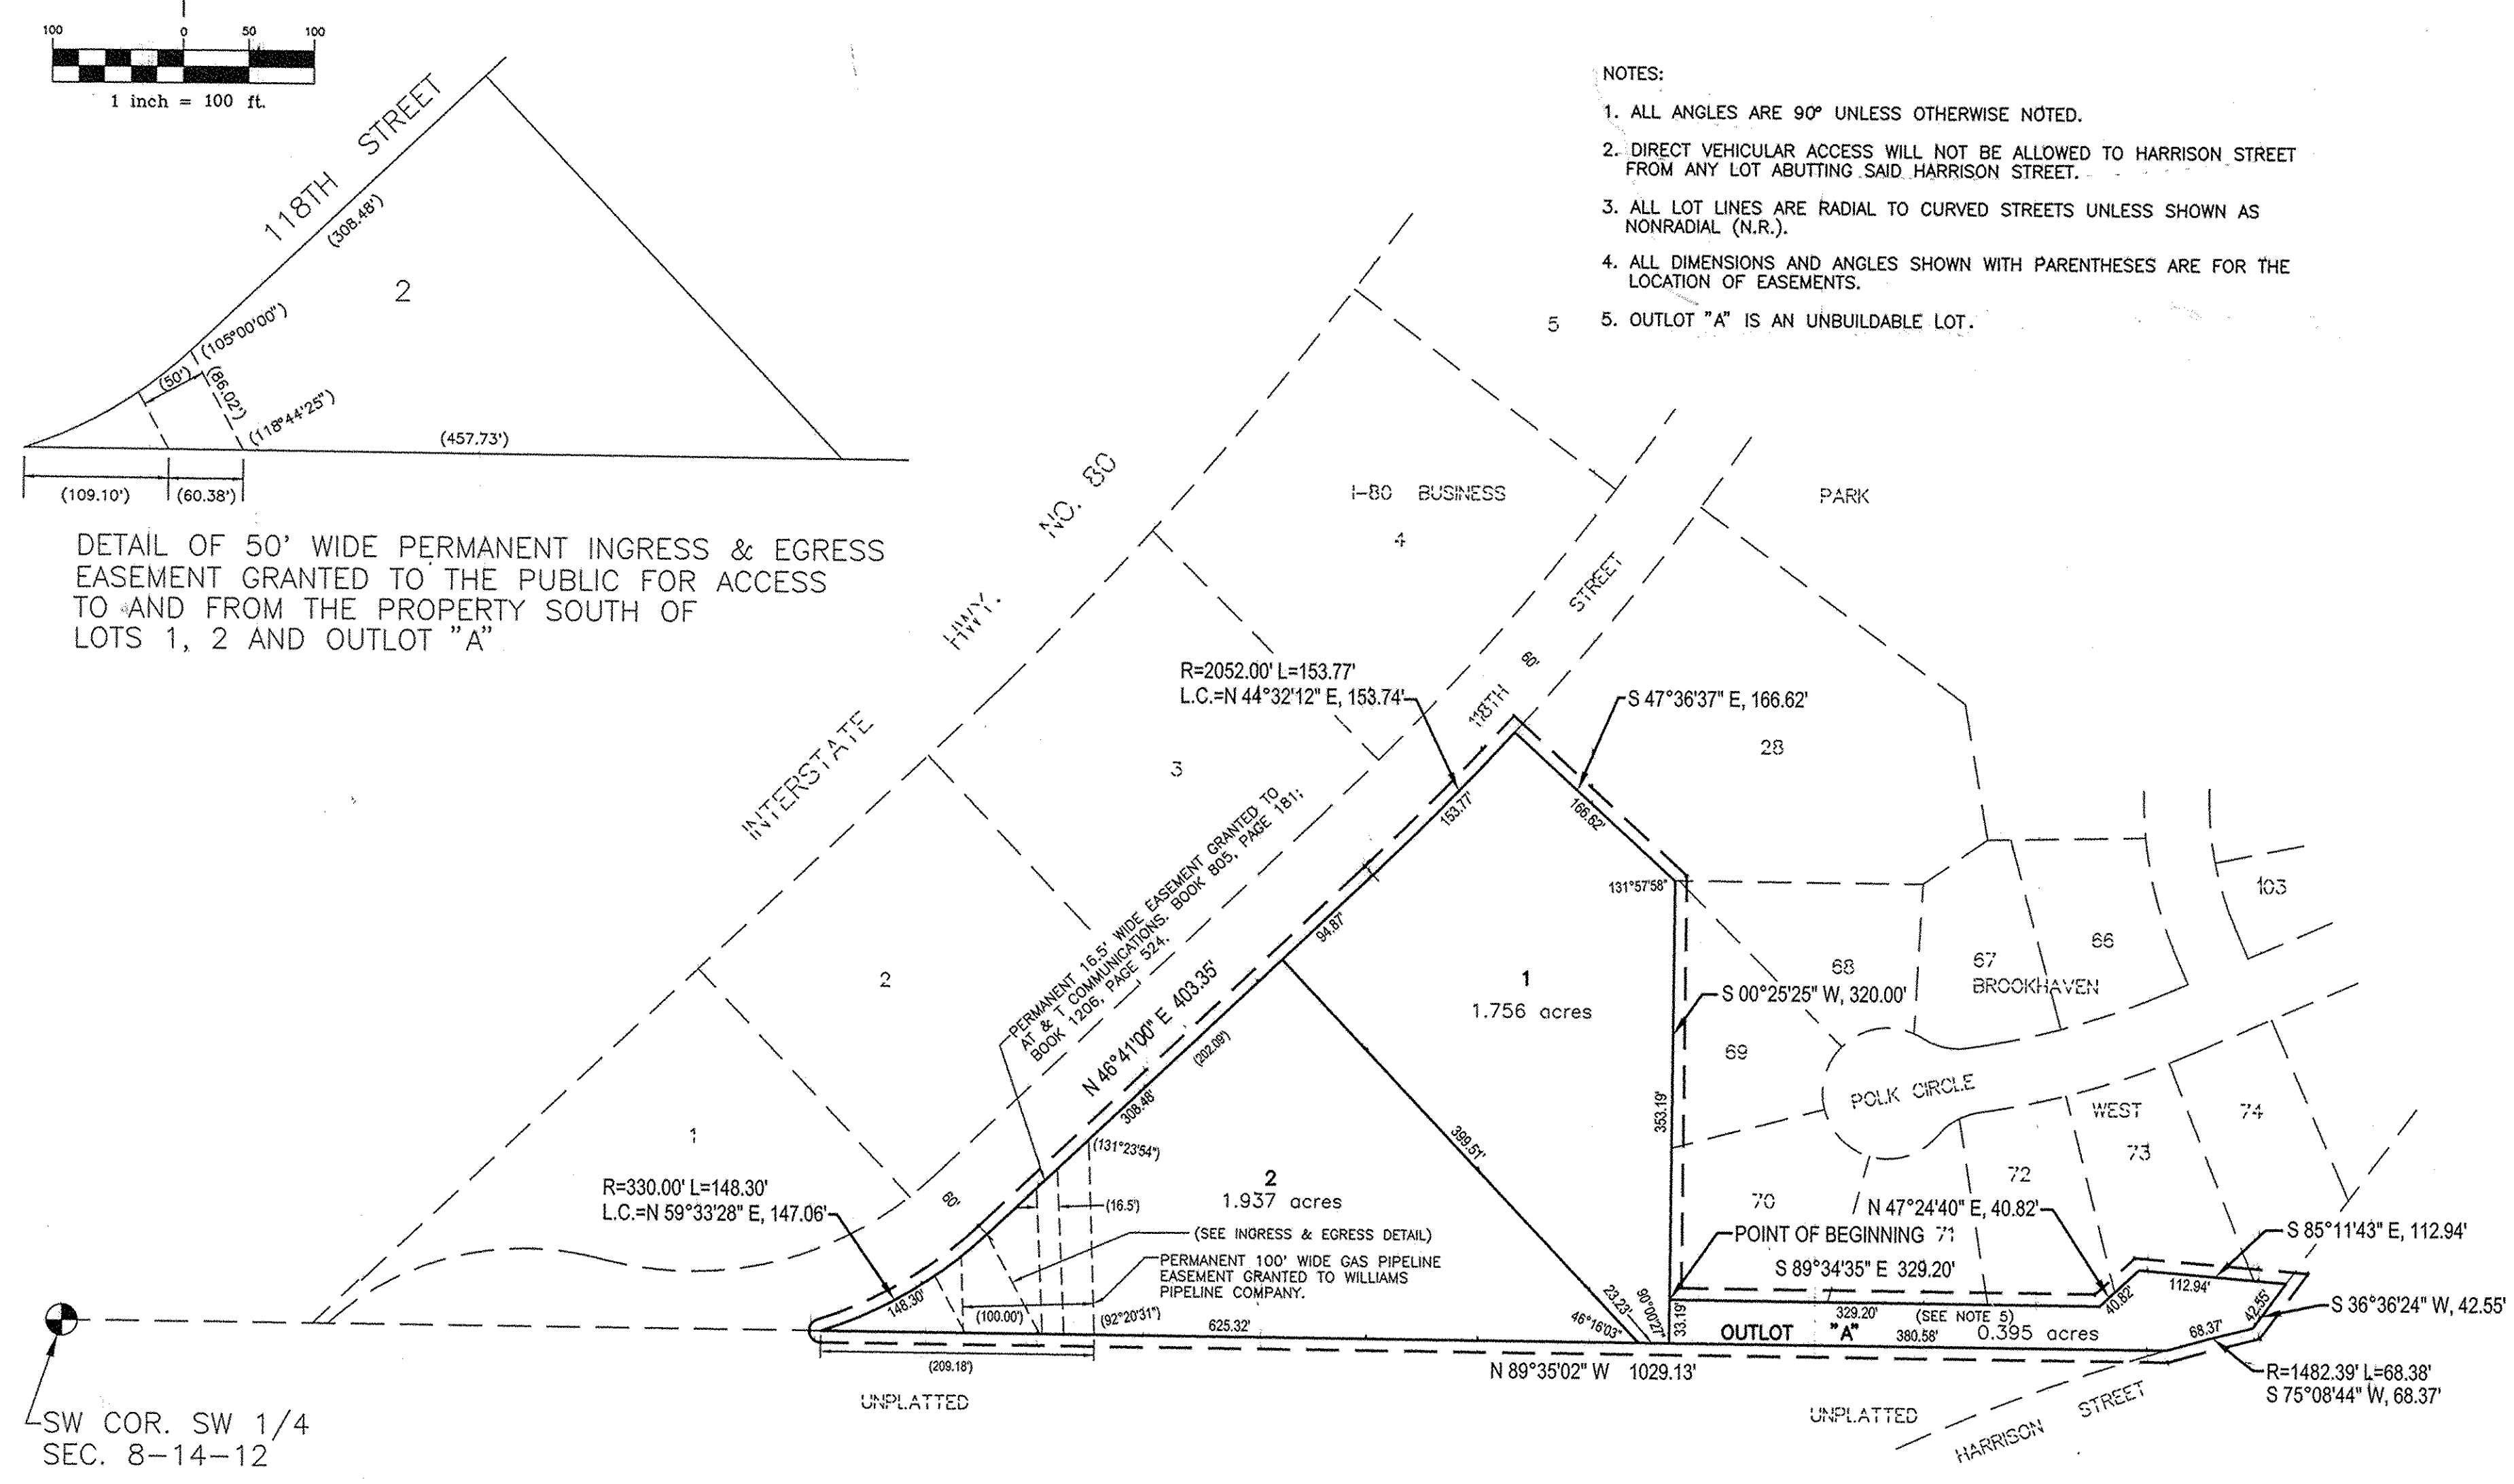 100 0 50 100
1 inch = 100 ft.
118TH STREET
(308.48')
2
(105°00'00")
(50')
(86.02')
(118°44'25")
(457.73')
(109.10')
(60.38')
DETAIL OF 50' WIDE PERMANENT INGRESS & EGRESS
EASEMENT GRANTED TO THE PUBLIC FOR ACCESS
TO AND FROM THE PROPERTY SOUTH OF
LOTS 1, 2 AND OUTLOT "A"
NOTES:
1. ALL ANGLES ARE 90° UNLESS OTHERWISE NOTED.
2. DIRECT VEHICULAR ACCESS WILL NOT BE ALLOWED TO HARRISON STREET
FROM ANY LOT ABUTTING SAID HARRISON STREET.
3. ALL LOT LINES ARE RADIAL TO CURVED STREETS UNLESS SHOWN AS
NONRADIAL (N.R.).
4. ALL DIMENSIONS AND ANGLES SHOWN WITH PARENTHESES ARE FOR THE
LOCATION OF EASEMENTS.
5. OUTLOT "A" IS AN UNBUILDABLE LOT.
5
INTERSTATE HWY. NO. 80
I-80 BUSINESS PARK
4
118TH STREET
60'
R=2052.00' L=153.77'
L.C.=N 44°32'12" E, 153.74'
S 47°36'37" E, 166.62'
28
3
153.77'
166.62'
PERMANENT 16.5' WIDE EASEMENT GRANTED TO
AT & T COMMUNICATIONS. BOOK 805, PAGE 181;
BOOK 1206, PAGE 524.
131°57'58"
103
94.87'
66
67
68
BROOKHAVEN
2
1
1.756 acres
S 00°25'25" W, 320.00'
N 46°41'00" E 403.35'
(202.09')
69
308.48'
POLK CIRCLE
WEST
74
353.19'
1
(131°23'54")
399.51'
73
72
R=330.00' L=148.30'
L.C.=N 59°33'28" E, 147.06'
60'
2
1.937 acres
(16.5')
70
N 47°24'40" E, 40.82'
(SEE INGRESS & EGRESS DETAIL)
POINT OF BEGINNING
71
S 85°11'43" E, 112.94'
PERMANENT 100' WIDE GAS PIPELINE
EASEMENT GRANTED TO WILLIAMS
PIPELINE COMPANY.
S 89°34'35" E 329.20'
112.94'
148.30'
23.23'
90°00'27"
40.82'
42.55'
S 36°36'24" W, 42.55'
(100.00')
(92°20'31")
625.32'
46°16'03"
33.19'
329.20'
(SEE NOTE 5)
OUTLOT "A"
380.58'
0.395 acres
68.37'
(209.18')
N 89°35'02" W 1029.13'
R=1482.39' L=68.38'
S 75°08'44" W, 68.37'
UNPLATTED
UNPLATTED
HARRISON STREET
SW COR. SW 1/4
SEC. 8-14-12